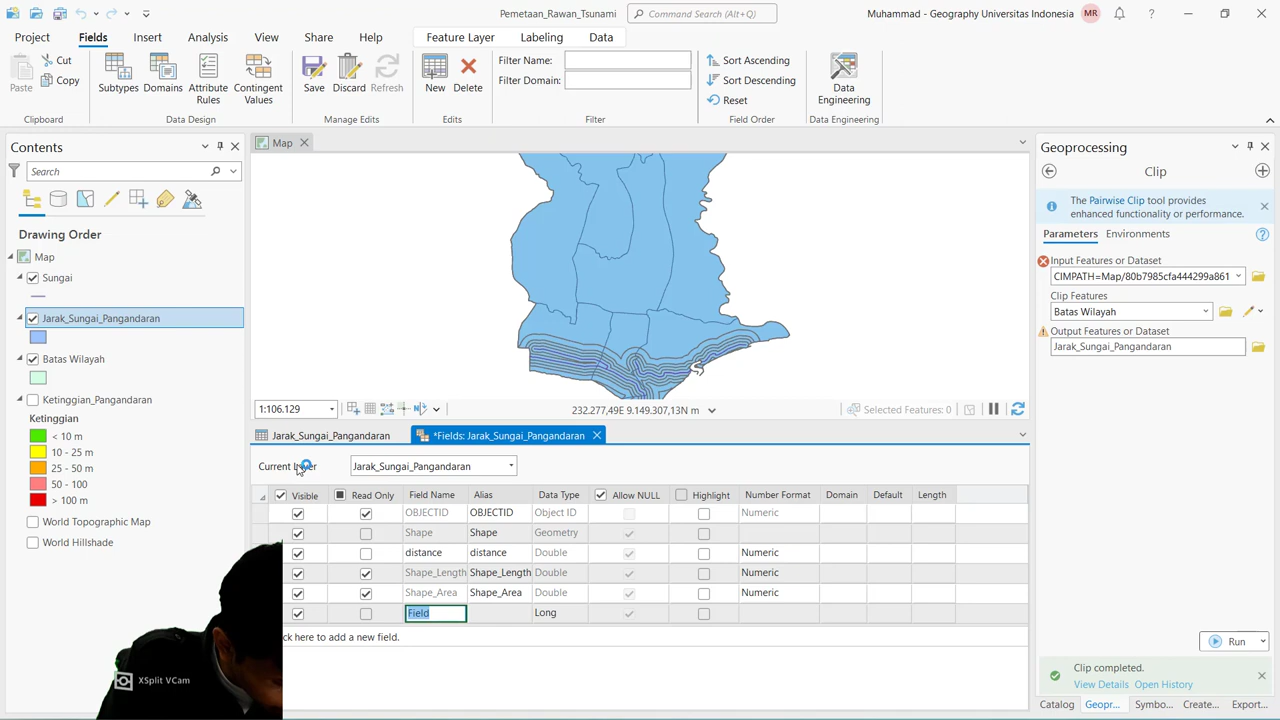 Pemetaan_Rawan_Tsunami
Command Search (Alt+Q)
Muhammad - Geography Universitas Indonesia
MR
?
Project
Fields
Insert
Analysis
View
Share
Help
Feature Layer
Labeling
Data
Paste
Cut
Copy
Clipboard
Subtypes
Domains
Attribute
Rules
Contingent
Values
Data Design
Save
Discard
Refresh
Manage Edits
New
Delete
Edits
Filter Name:
Filter Domain:
Filter
Sort Ascending
Sort Descending
Reset
Field Order
Data
Engineering
Data Engineering
Contents
Search
Drawing Order
Map
Sungai
Jarak_Sungai_Pangandaran
Batas Wilayah
Ketinggian_Pangandaran
Ketinggian
< 10 m
10 - 25 m
25 - 50 m
50 - 100
> 100 m
World Topographic Map
World Hillshade
XSplit VCam
Map
1:106.129
232.277,49E 9.149.307,13N m
Selected Features: 0
Jarak_Sungai_Pangandaran
*Fields: Jarak_Sungai_Pangandaran
Current Layer
Jarak_Sungai_Pangandaran
Visible Read Only Field Name Alias Data Type Allow NULL Highlight Number Format Domain Default Length
OBJECTID OBJECTID Object ID Numeric
Shape Shape Geometry
distance distance Double Numeric
Shape_Length Shape_Length Double Numeric
Shape_Area Shape_Area Double Numeric
Field Long
ck here to add a new field.
Geoprocessing
Clip
The Pairwise Clip tool provides
enhanced functionality or performance.
Parameters
Environments
?
Input Features or Dataset
CIMPATH=Map/80b7985cfa444299a861
Clip Features
Batas Wilayah
Output Features or Dataset
Jarak_Sungai_Pangandaran
Run
Clip completed.
View Details Open History
Catalog
Geopr...
Symbo...
Create...
Export...